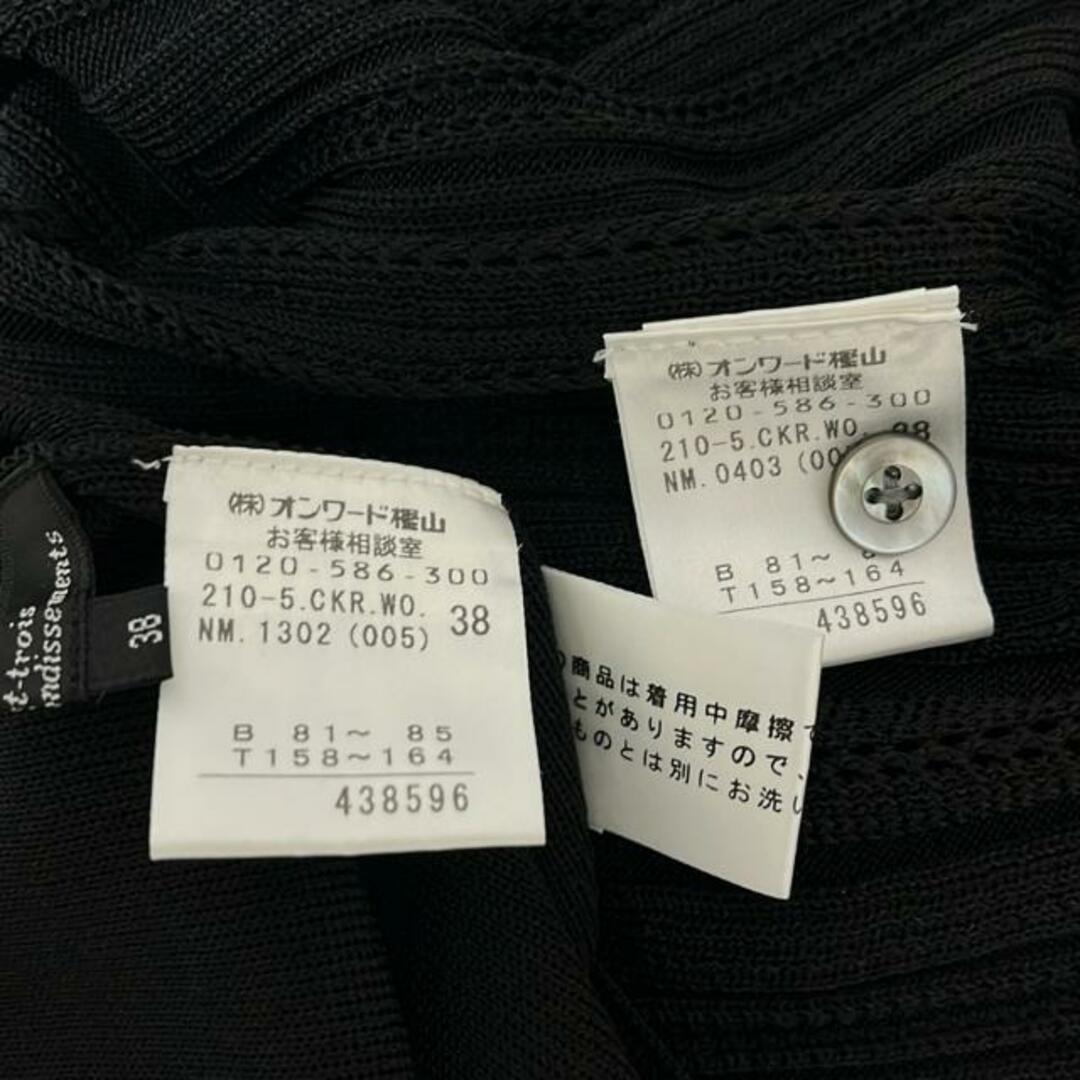 t-trois
ndissements
38
(株)オンワード樫山
お客様相談室
0120-586-300
210-5.CKR.WO. 38
NM.1302(005)
B 81〜 85
T158〜164
438596
(株)オンワード樫山
お客様相談室
0120-586-300
210-5.CKR.WO. 38
NM.0403(00
B 81〜
T158〜164
438596
商品は着用中摩擦
とがありますので、
ものとは別にお洗い